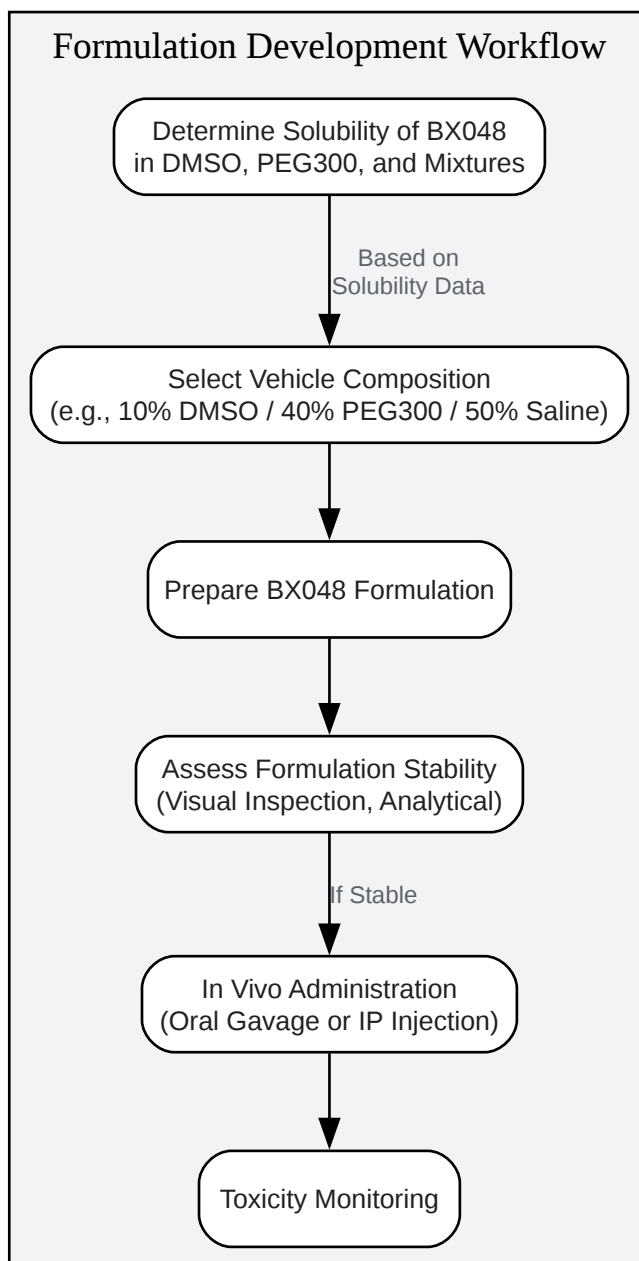 Formulation Development Workflow
Determine Solubility of BX048
in DMSO, PEG300, and Mixtures
Based on
Solubility Data
Select Vehicle Composition
(e.g., 10% DMSO / 40% PEG300 / 50% Saline)
Prepare BX048 Formulation
Assess Formulation Stability
(Visual Inspection, Analytical)
If Stable
In Vivo Administration
(Oral Gavage or IP Injection)
Toxicity Monitoring